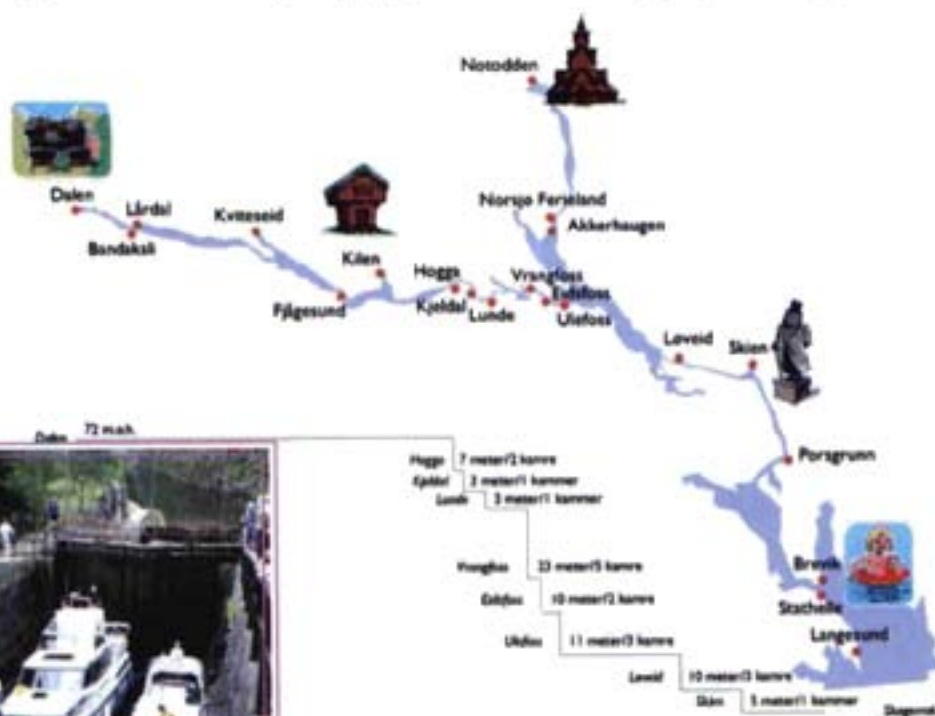 Notodden
Dalen
Lårdal
Bandaksli
Kviteseid
Norsjø Ferieland
Akkerhaugen
Kilen
Fjågesund
Hogga
Kjeldal
Lunde
Vrangfoss
Eidsfoss
Ulefoss
Løveid
Skien
Porsgrunn
Brevik
Stathelle
Langesund
Dalen 72 m.o.h.
Hogga 7 meter/2 kamre
Kjeldal 3 meter/1 kammer
Lunde 3 meter/1 kammer
Vrangfoss 23 meter/5 kamre
Eidsfoss 10 meter/2 kamre
Ulefoss 11 meter/3 kamre
Løveid 10 meter/3 kamre
Skien 5 meter/1 kammer